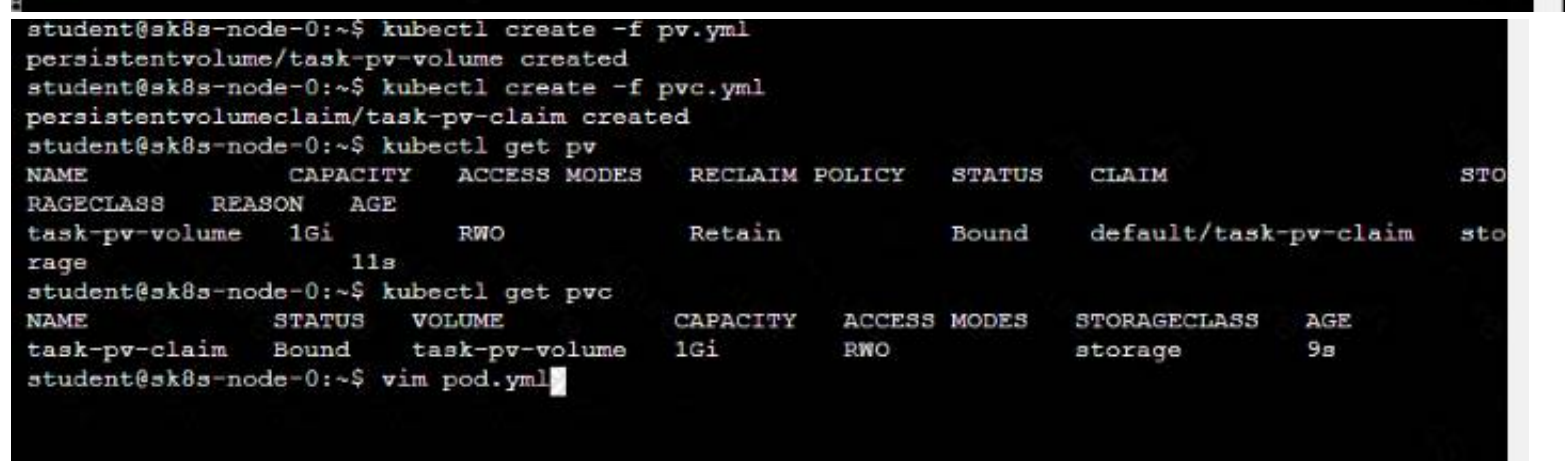 student@sk8s-node-0:~$ kubectl create -f pv.yml
persistentvolume/task-pv-volume created
student@sk8s-node-0:~$ kubectl create -f pvc.yml
persistentvolumeclaim/task-pv-claim created
student@sk8s-node-0:~$ kubectl get pv
NAME CAPACITY ACCESS MODES RECLAIM POLICY STATUS CLAIM STO
RAGECLASS REASON AGE
task-pv-volume 1Gi RWO Retain Bound default/task-pv-claim sto
rage 11s
student@sk8s-node-0:~$ kubectl get pvc
NAME STATUS VOLUME CAPACITY ACCESS MODES STORAGECLASS AGE
task-pv-claim Bound task-pv-volume 1Gi RWO storage 9s
student@sk8s-node-0:~$ vim pod.yml